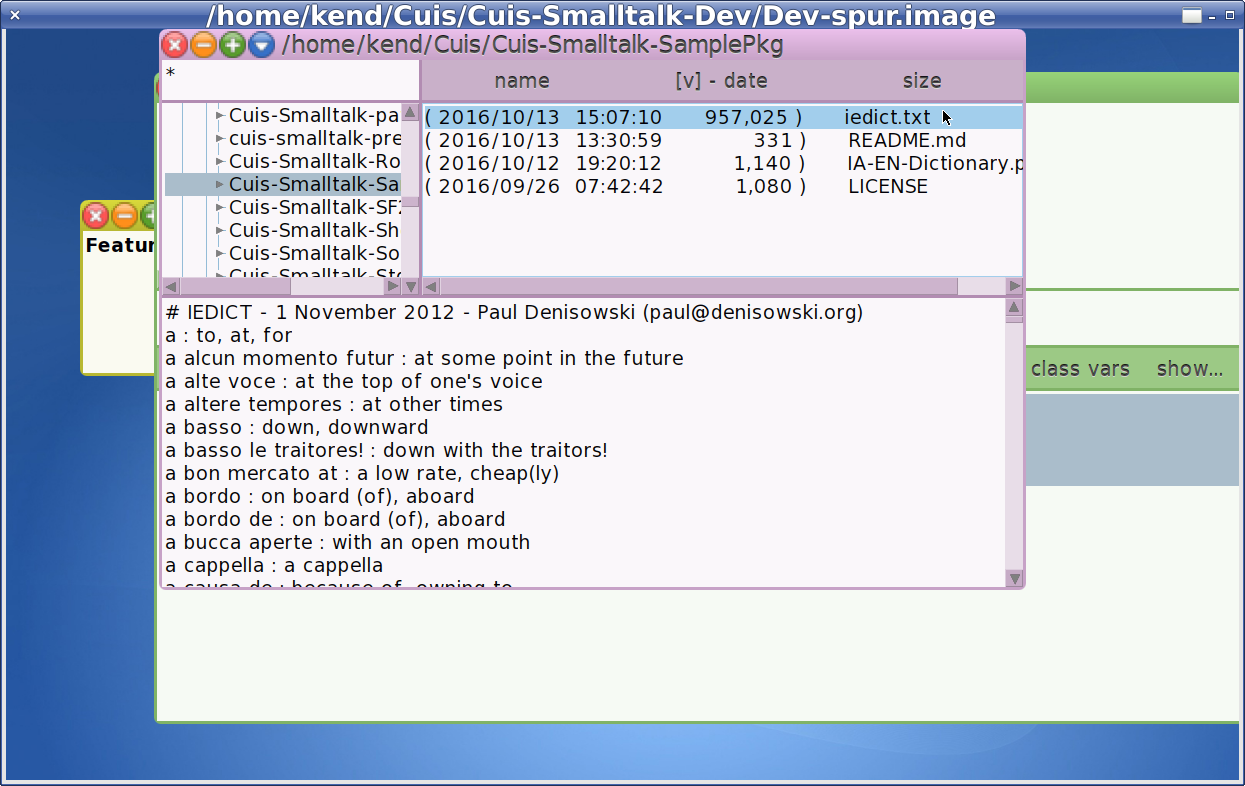 /home/kend/Cuis/Cuis-Smalltalk-Dev/Dev-spur.image
/home/kend/Cuis/Cuis-Smalltalk-SamplePkg
*
name [v] - date size
Cuis-Smalltalk-pa
cuis-smalltalk-pre
Cuis-Smalltalk-Ro
Cuis-Smalltalk-Sa
Cuis-Smalltalk-SF2
Cuis-Smalltalk-Sh
Cuis-Smalltalk-So
Cuis-Smalltalk-Sto
( 2016/10/13 15:07:10 957,025 ) iedict.txt
( 2016/10/13 13:30:59 331 ) README.md
( 2016/10/12 19:20:12 1,140 ) IA-EN-Dictionary.p
( 2016/09/26 07:42:42 1,080 ) LICENSE
Featur
# IEDICT - 1 November 2012 - Paul Denisowski (paul@denisowski.org)
a : to, at, for
a alcun momento futur : at some point in the future
a alte voce : at the top of one's voice
a altere tempores : at other times
a basso : down, downward
a basso le traitores! : down with the traitors!
a bon mercato at : a low rate, cheap(ly)
a bordo : on board (of), aboard
a bordo de : on board (of), aboard
a bucca aperte : with an open mouth
a cappella : a cappella
a causa de : because of, owning to
class vars show...